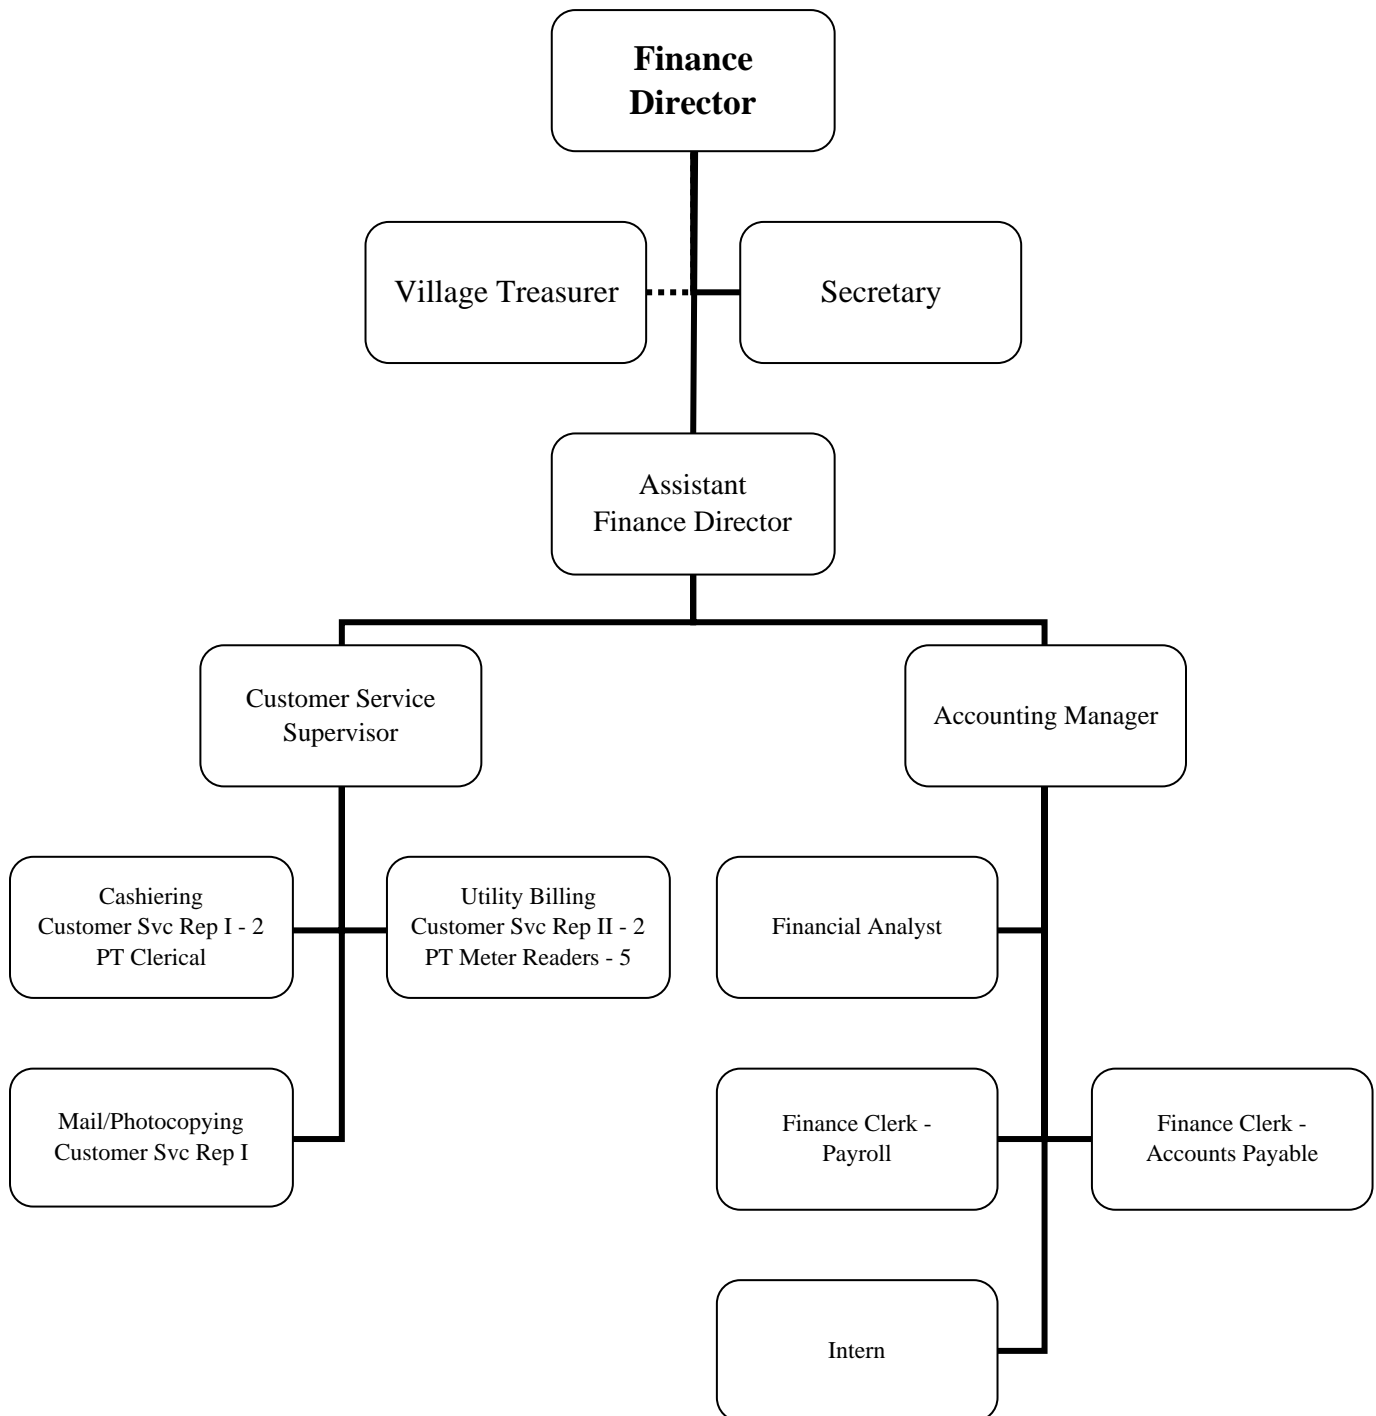 Finance
Director
Village Treasurer
Secretary
Assistant
Finance Director
Customer Service
Supervisor
Accounting Manager
Cashiering
Customer Svc Rep I - 2
PT Clerical
Utility Billing
Customer Svc Rep II - 2
PT Meter Readers - 5
Financial Analyst
Mail/Photocopying
Customer Svc Rep I
Finance Clerk -
Payroll
Finance Clerk -
Accounts Payable
Intern